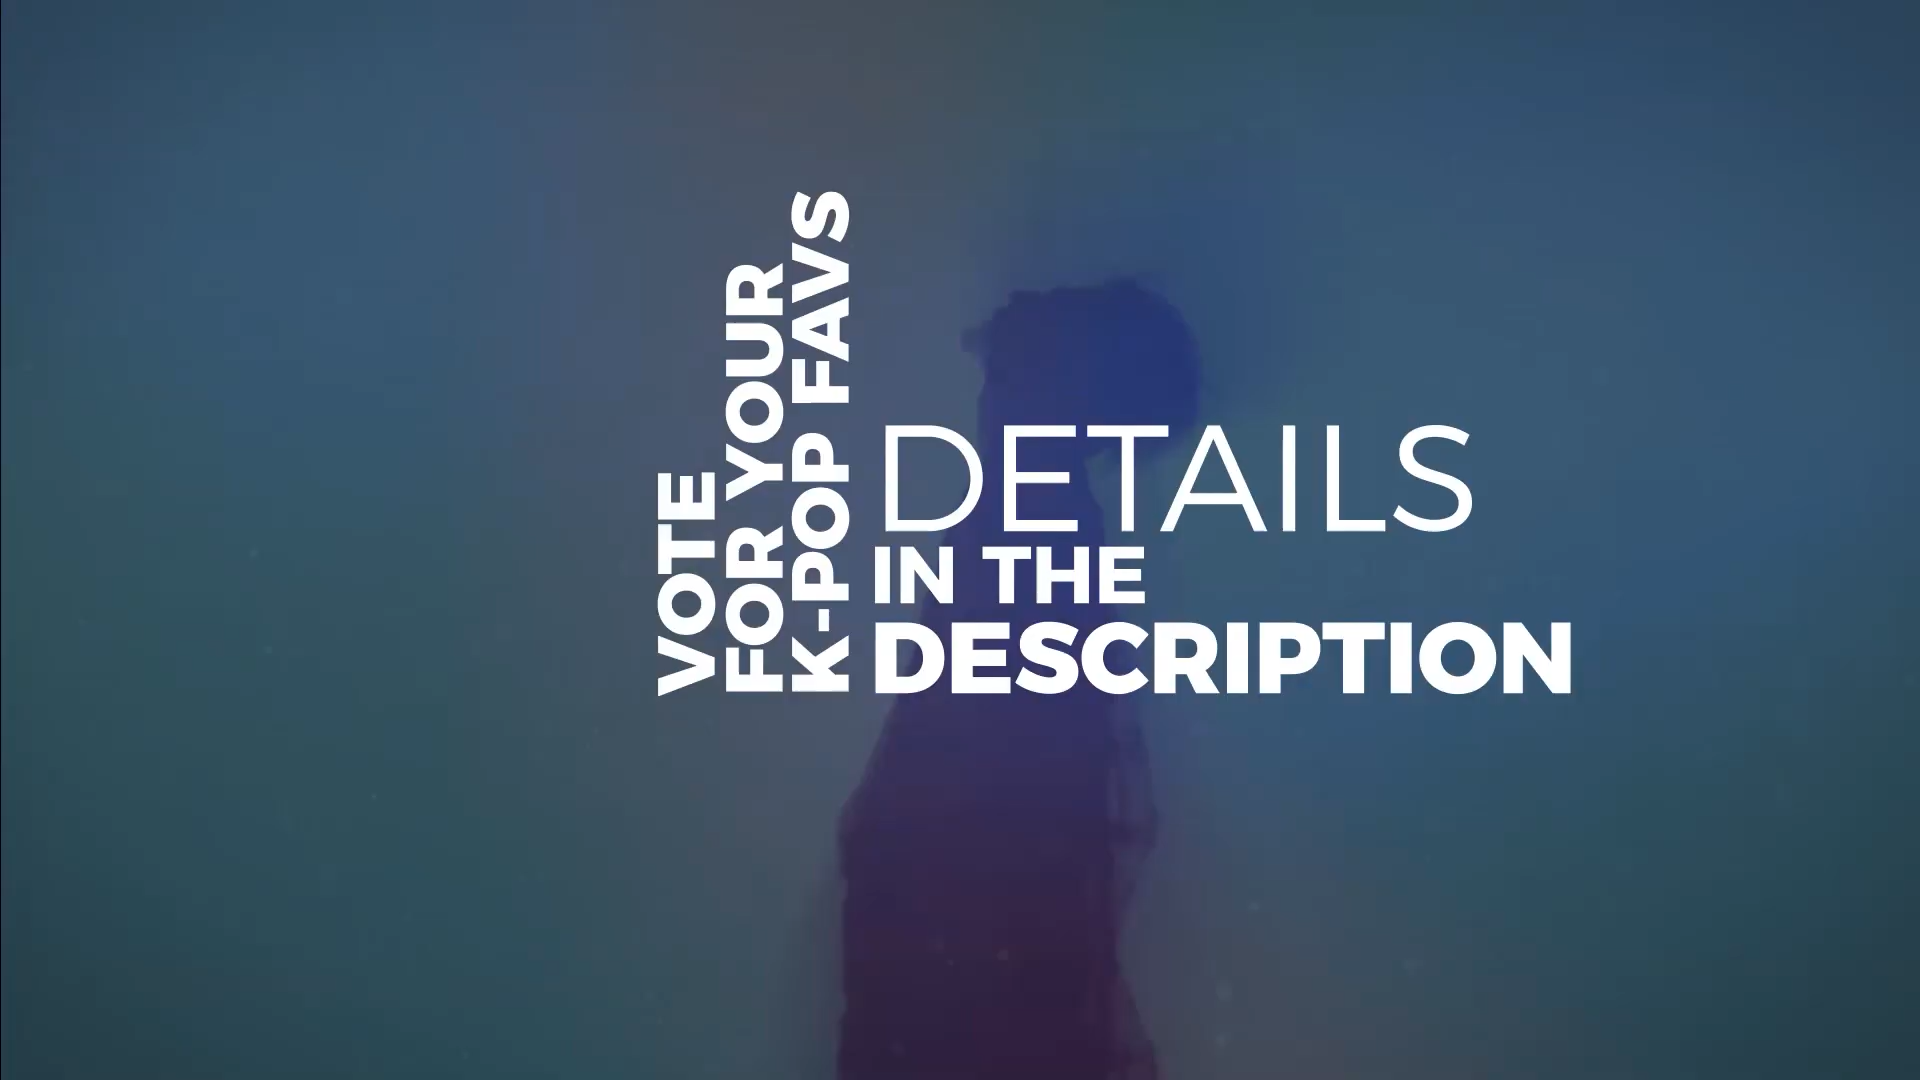 VOTE
FOR YOUR
K-POP FAVS
DETAILS
IN THE
DESCRIPTION